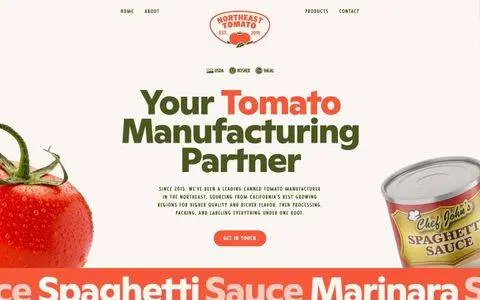 HOME
ABOUT
NORTHEAST
TOMATO
EST.
2015
PRODUCTS
CONTACT
USDA
KOSHER
HALAL
Your Tomato
Manufacturing
Partner
SINCE 2015, WE'VE BEEN A LEADING CANNED TOMATO MANUFACTURER
IN THE NORTHEAST, SOURCING FROM CALIFORNIA'S BEST GROWING
REGIONS FOR HIGHER QUALITY AND RICHER FLAVOR, THEN PROCESSING,
PACKING, AND LABELING EVERYTHING UNDER ONE ROOF.
GET IN TOUCH
Chef John's
SPAGHETTI
SAUCE
ce Spaghetti Sauce Marinara S